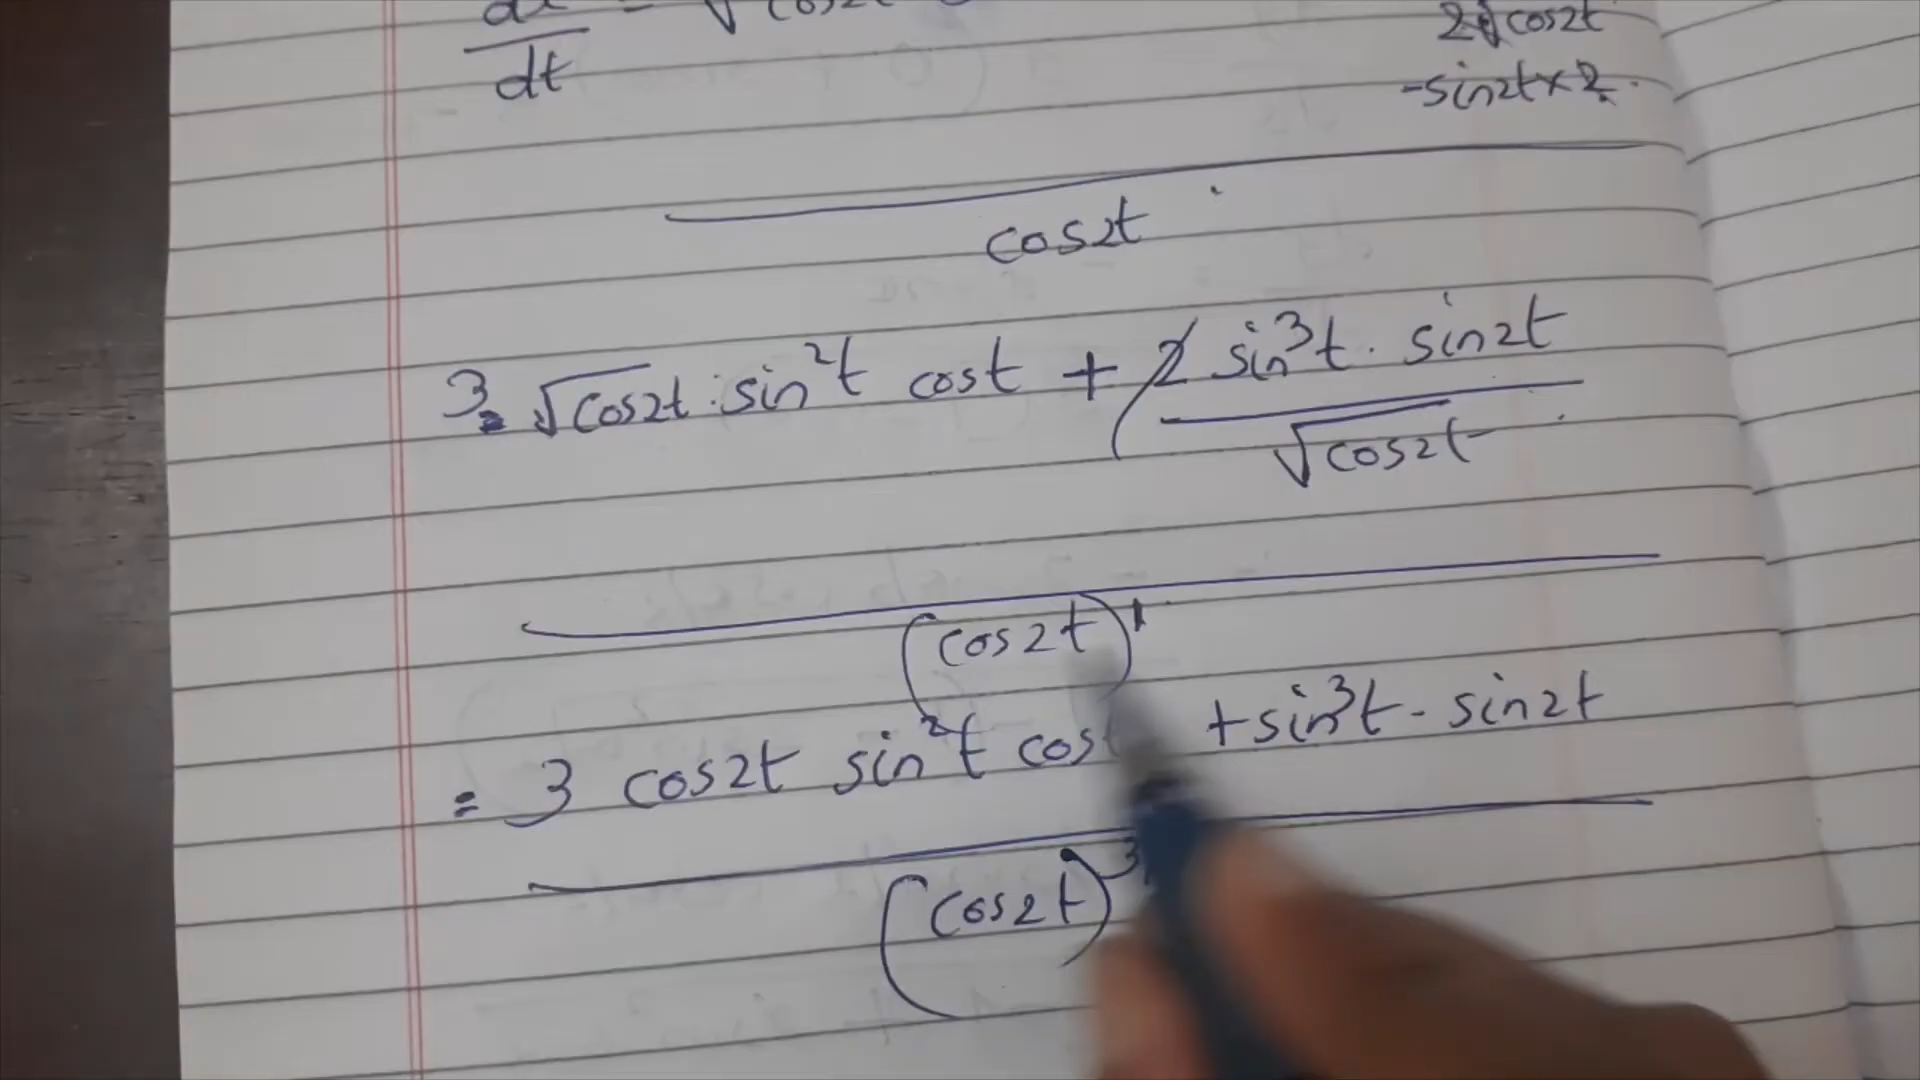 dt
2√cos2t
-sin2t×2
cos2t
3 √cos2t . sin²t cost + 2 sin³t . sin2t
√cos2t
(cos2t)¹
= 3 cos2t sin²t cost + sin³t - sin2t
(cos2t)³